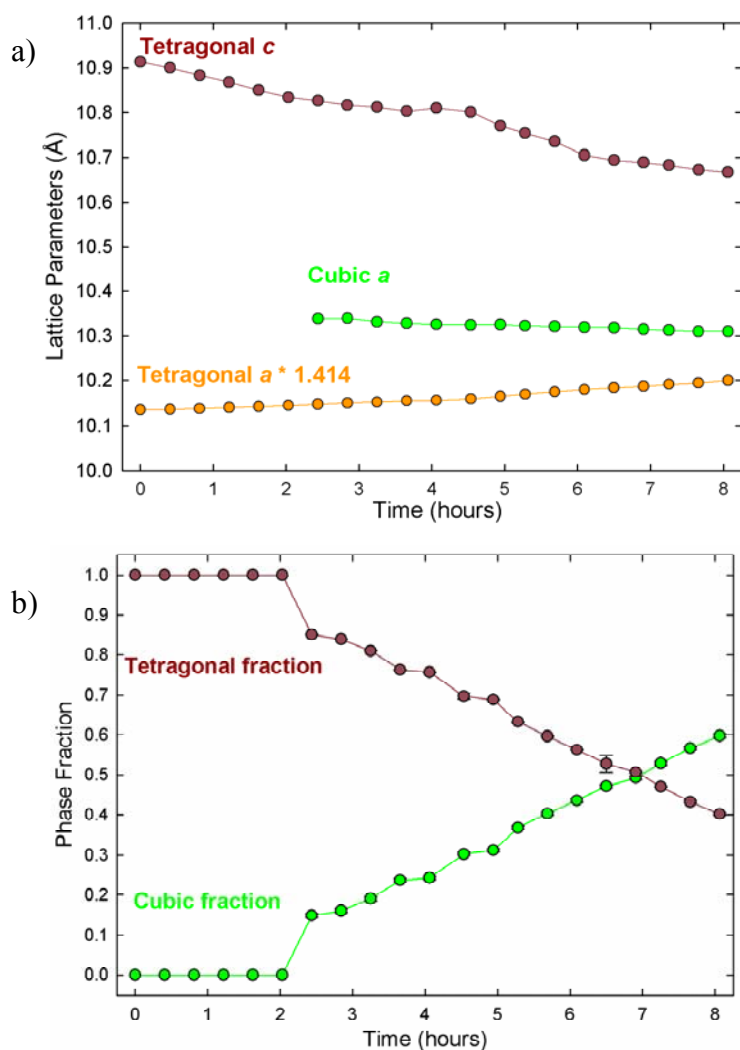 a)
Lattice Parameters (Å)
11.0
10.9
10.8
10.7
10.6
10.5
10.4
10.3
10.2
10.1
10.0
Tetragonal c
Cubic a
Tetragonal a * 1.414
0 1 2 3 4 5 6 7 8
Time (hours)
b)
Phase Fraction
1.0
0.9
0.8
0.7
0.6
0.5
0.4
0.3
0.2
0.1
0.0
Tetragonal fraction
Cubic fraction
0 1 2 3 4 5 6 7 8
Time (hours)